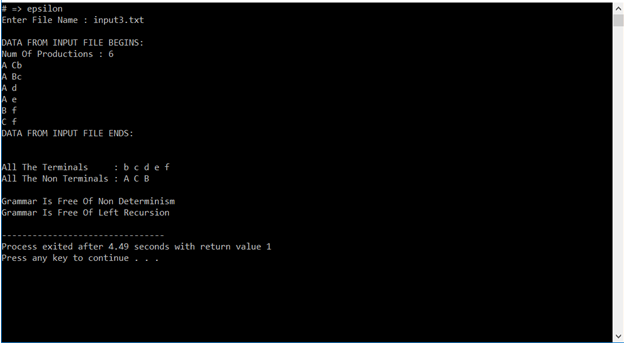 # => epsilon
Enter File Name : input3.txt
DATA FROM INPUT FILE BEGINS:
Num Of Productions : 6
A Cb
A Bc
A d
A e
B f
C f
DATA FROM INPUT FILE ENDS:
All The Terminals     : b c d e f
All The Non Terminals : A C B
Grammar Is Free Of Non Determinism
Grammar Is Free Of Left Recursion
--------------------------------
Process exited after 4.49 seconds with return value 1
Press any key to continue . . .